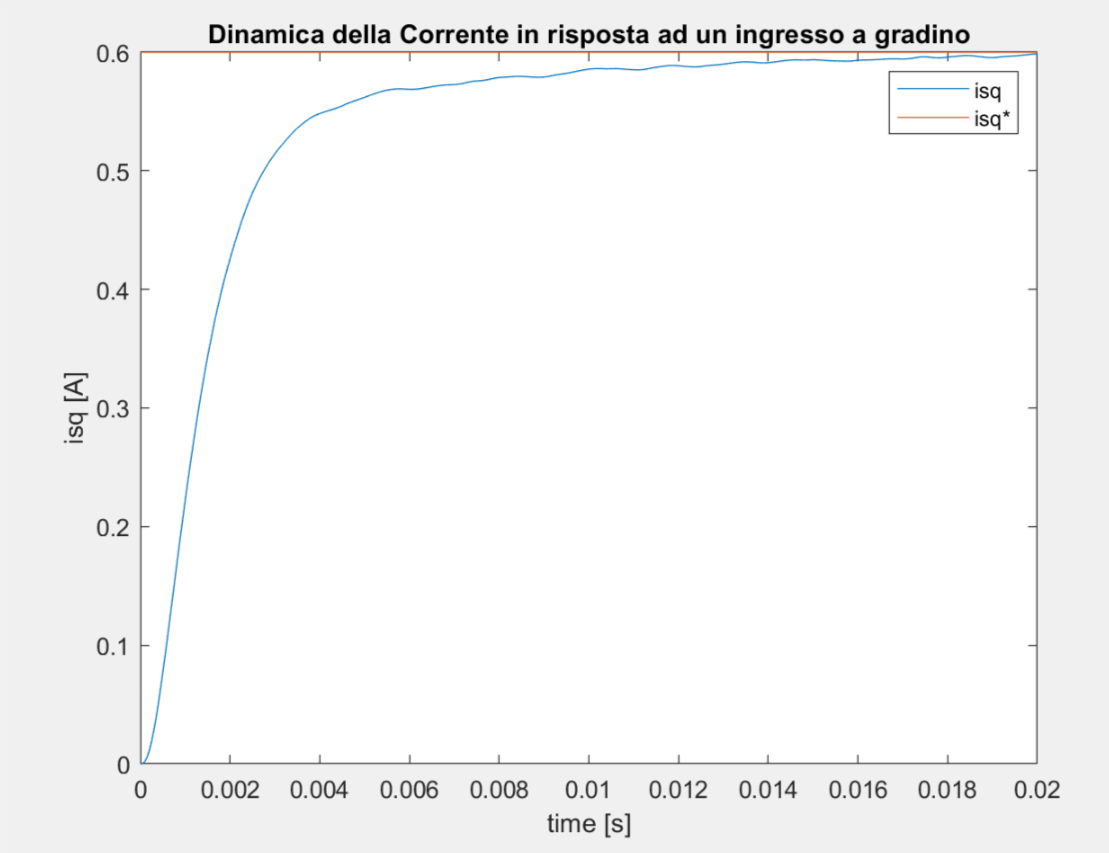 Dinamica della Corrente in risposta ad un ingresso a gradino
0.6
0.5
0.4
0.3
0.2
0.1
0
isq [A]
isq
isq*
0 0.002 0.004 0.006 0.008 0.01 0.012 0.014 0.016 0.018 0.02
time [s]